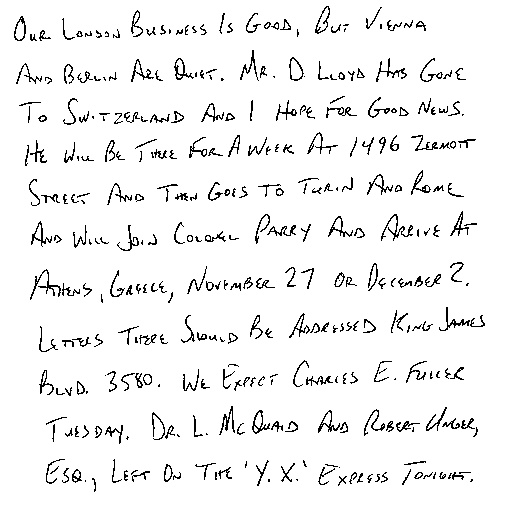 Our London Business Is Good, But Vienna
And Berlin Are Quiet. Mr. D. Lloyd Has Gone
To Switzerland And I Hope For Good News.
He Will Be There For A Week At 1496 Zermott
Street And Then Goes To Turin And Rome
And Will Join Colonel Parry And Arrive At
Athens, Greece, November 27 or December 2.
Letters There Should Be Addressed King James
Blvd. 3580. We Expect Charles E. Fuller
Tuesday. Dr. L. McQuaid And Robert Unger,
Esq., Left On The 'Y. X.' Express Tonight.